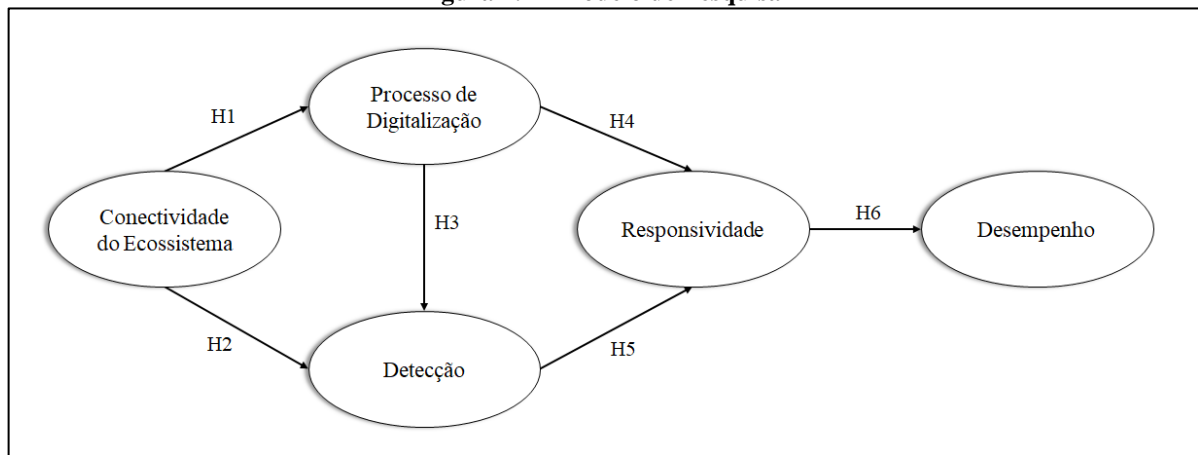 Processo de
Digitalização
H1
H4
Conectividade
do Ecossistema
H3
Responsividade
H6
Desempenho
H2
Detecção
H5